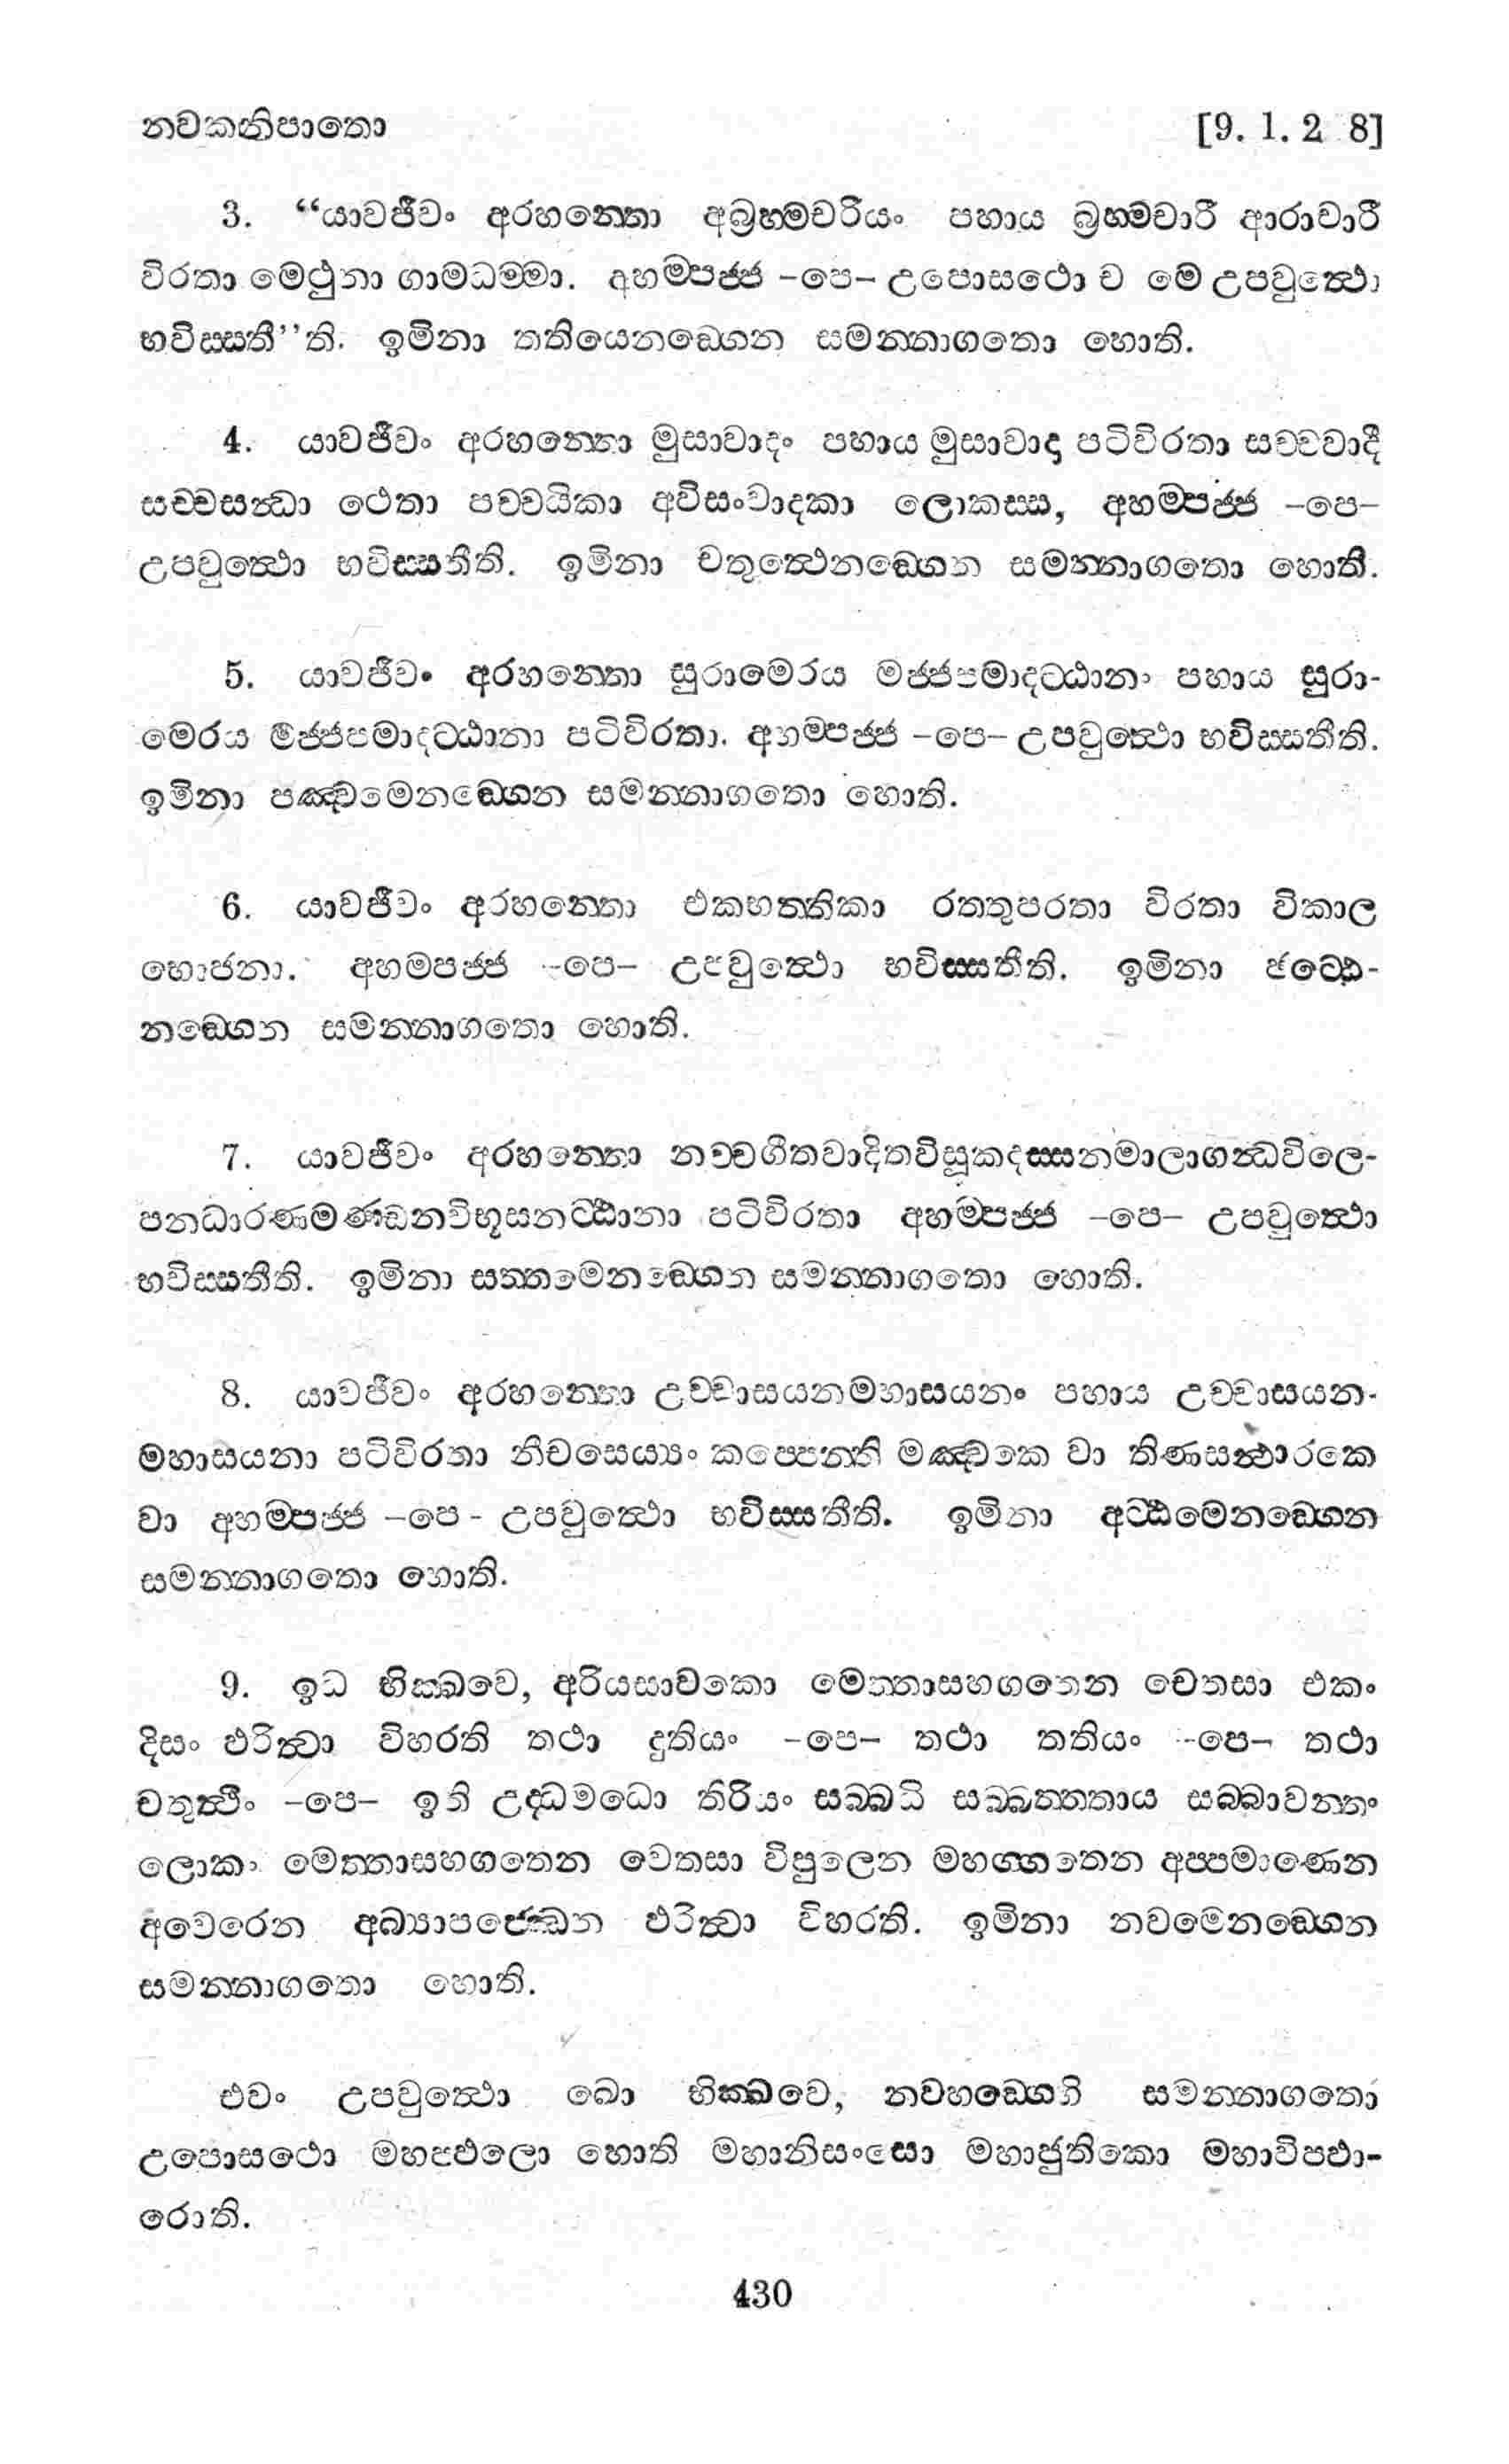 නවකනිපාතො [9. 1. 2 8]
3. “යාවජීවං අරහන්තො අබ්‍රහ්මචරියං පහාය බ්‍රහ්මචාරී ආරාචාරී
විරතා මෙථුනා ගාමධම්මා. අහම්පජ්ජ –පෙ– උපොසථො ච මෙ උපවුත්ථො
භවිස්සතී’’ති. ඉමිනා තතියෙනඞ්ගෙන සමන්නාගතො හොති.
4. යාවජීවං අරහන්තො මුසාවාදං පහාය මුසාවාදා පටිවිරතා සච්චවාදී
සච්චසන්ධා ථෙතා පච්චයිකා අවිසංවාදකා ලොකස්ස, අහම්පජ්ජ –පෙ–
උපවුත්ථො භවිස්සතීති. ඉමිනා චතුත්ථෙනඞ්ගෙන සමන්නාගතො හොතී.
5. යාවජීවං අරහන්තො සුරාමෙරය මජ්ජපමාදට්ඨානං පහාය සුරා-
මෙරය මජ්ජපමාදට්ඨානා පටිවිරතා. අහම්පජ්ජ –පෙ– උපවුත්ථො භවිස්සතීති.
ඉමිනා පඤ්චමෙනඞ්ගෙන සමන්නාගතො හොති.
6. යාවජීවං අරහන්තො එකභත්තිකා රත්තුපරතා විරතා විකාල
භොජනා. අහම්පජ්ජ –පෙ– උපවුත්ථො භවිස්සතීති. ඉමිනා ඡට්ඨෙ-
නඞ්ගෙන සමන්නාගතො හොති.
7. යාවජීවං අරහන්තො නච්චගීතවාදිතවිසූකදස්සනමාලාගන්ධවිලෙ-
පනධාරණමණ්ඩනවිභූසනට්ඨානා පටිවිරතා අහම්පජ්ජ –පෙ– උපවුත්ථො
භවිස්සතීති. ඉමිනා සත්තමෙනඞ්ගෙන සමන්නාගතො හොති.
8. යාවජීවං අරහන්තො උච්චාසයනමහාසයනං පහාය උච්චාසයන-
මහාසයනා පටිවිරතා නීචසෙය්‍යං කප්පෙන්ති මඤ්චකෙ වා තිණසන්ථාරකෙ
වා අහම්පජ්ජ –පෙ - උපවුත්ථො භවිස්සතීති. ඉමිනා අට්ඨමෙනඞ්ගෙන
සමන්නාගතො හොති.
9. ඉධ භික්ඛවෙ, අරියසාවකො මෙත්තාසහගතෙන චෙතසා එකං
දිසං ඵරිත්‍වා විහරති තථා දුතියං –පෙ– තථා තතියං –පෙ– තථා
චතුත්ථිං –පෙ– ඉති උද්ධමධො තිරියං සබ්බධි සබ්බත්තතාය සබ්බාවන්තං
ලොකං මෙත්තාසහගතෙන චෙතසා විපුලෙන මහග්ගතෙන අප්පමාණෙන
අවෙරෙන අබ්‍යාපජ්ඣෙන ඵරිත්‍වා විහරති. ඉමිනා නවමෙනඞ්ගෙන
සමන්නාගතො හොති.
එවං උපවුත්ථො ඛො භික්ඛවෙ, නවහඞ්ගෙහි සමන්නාගතො
උපොසථො මහප්ඵලො හොති මහානිසංසො මහාජුතිකො මහාවිප්ඵා-
රොති.
430